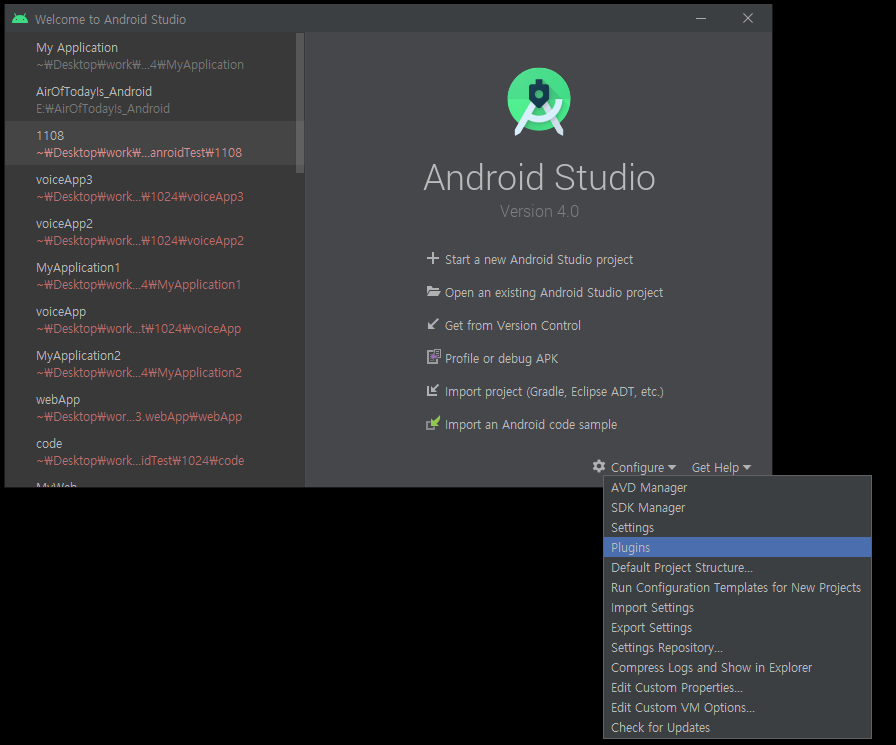 Welcome to Android Studio
My Application
~₩Desktop₩work₩...4₩MyApplication
AirOfTodayIs_Android
E:₩AirOfTodayIs_Android
1108
~₩Desktop₩work₩...anroidTest₩1108
voiceApp3
~₩Desktop₩work...₩1024₩voiceApp3
voiceApp2
~₩Desktop₩work...₩1024₩voiceApp2
MyApplication1
~₩Desktop₩work...4₩MyApplication1
voiceApp
~₩Desktop₩work...t₩1024₩voiceApp
MyApplication2
~₩Desktop₩work...4₩MyApplication2
webApp
~₩Desktop₩wor...3.webApp₩webApp
code
~₩Desktop₩work...idTest₩1024₩code
MyWeb
Android Studio
Version 4.0
Start a new Android Studio project
Open an existing Android Studio project
Get from Version Control
Profile or debug APK
Import project (Gradle, Eclipse ADT, etc.)
Import an Android code sample
Configure Get Help
AVD Manager
SDK Manager
Settings
Plugins
Default Project Structure...
Run Configuration Templates for New Projects
Import Settings
Export Settings
Settings Repository...
Compress Logs and Show in Explorer
Edit Custom Properties...
Edit Custom VM Options...
Check for Updates